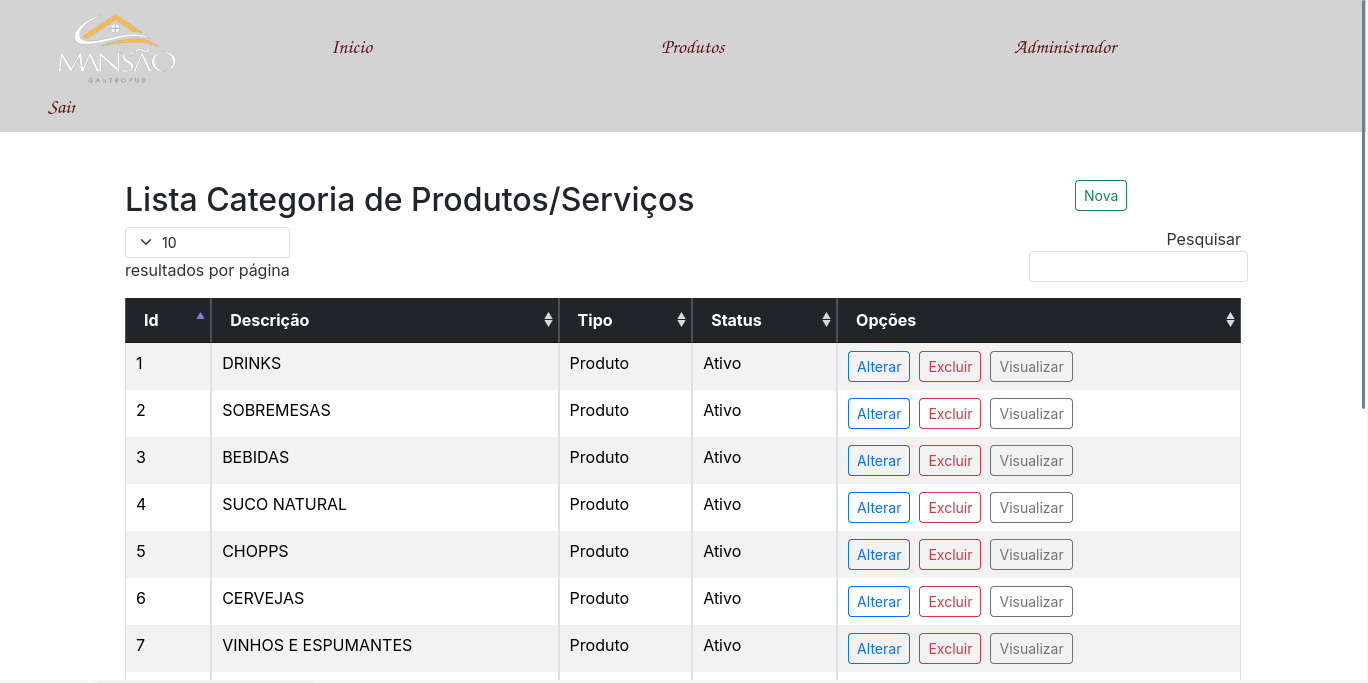 MANSÃO
GASTROPUB
Inicio Produtos Administrador
Sair
Lista Categoria de Produtos/Serviços Nova
10
resultados por página
Pesquisar
Id Descrição Tipo Status Opções
1 DRINKS Produto Ativo Alterar Excluir Visualizar
2 SOBREMESAS Produto Ativo Alterar Excluir Visualizar
3 BEBIDAS Produto Ativo Alterar Excluir Visualizar
4 SUCO NATURAL Produto Ativo Alterar Excluir Visualizar
5 CHOPPS Produto Ativo Alterar Excluir Visualizar
6 CERVEJAS Produto Ativo Alterar Excluir Visualizar
7 VINHOS E ESPUMANTES Produto Ativo Alterar Excluir Visualizar